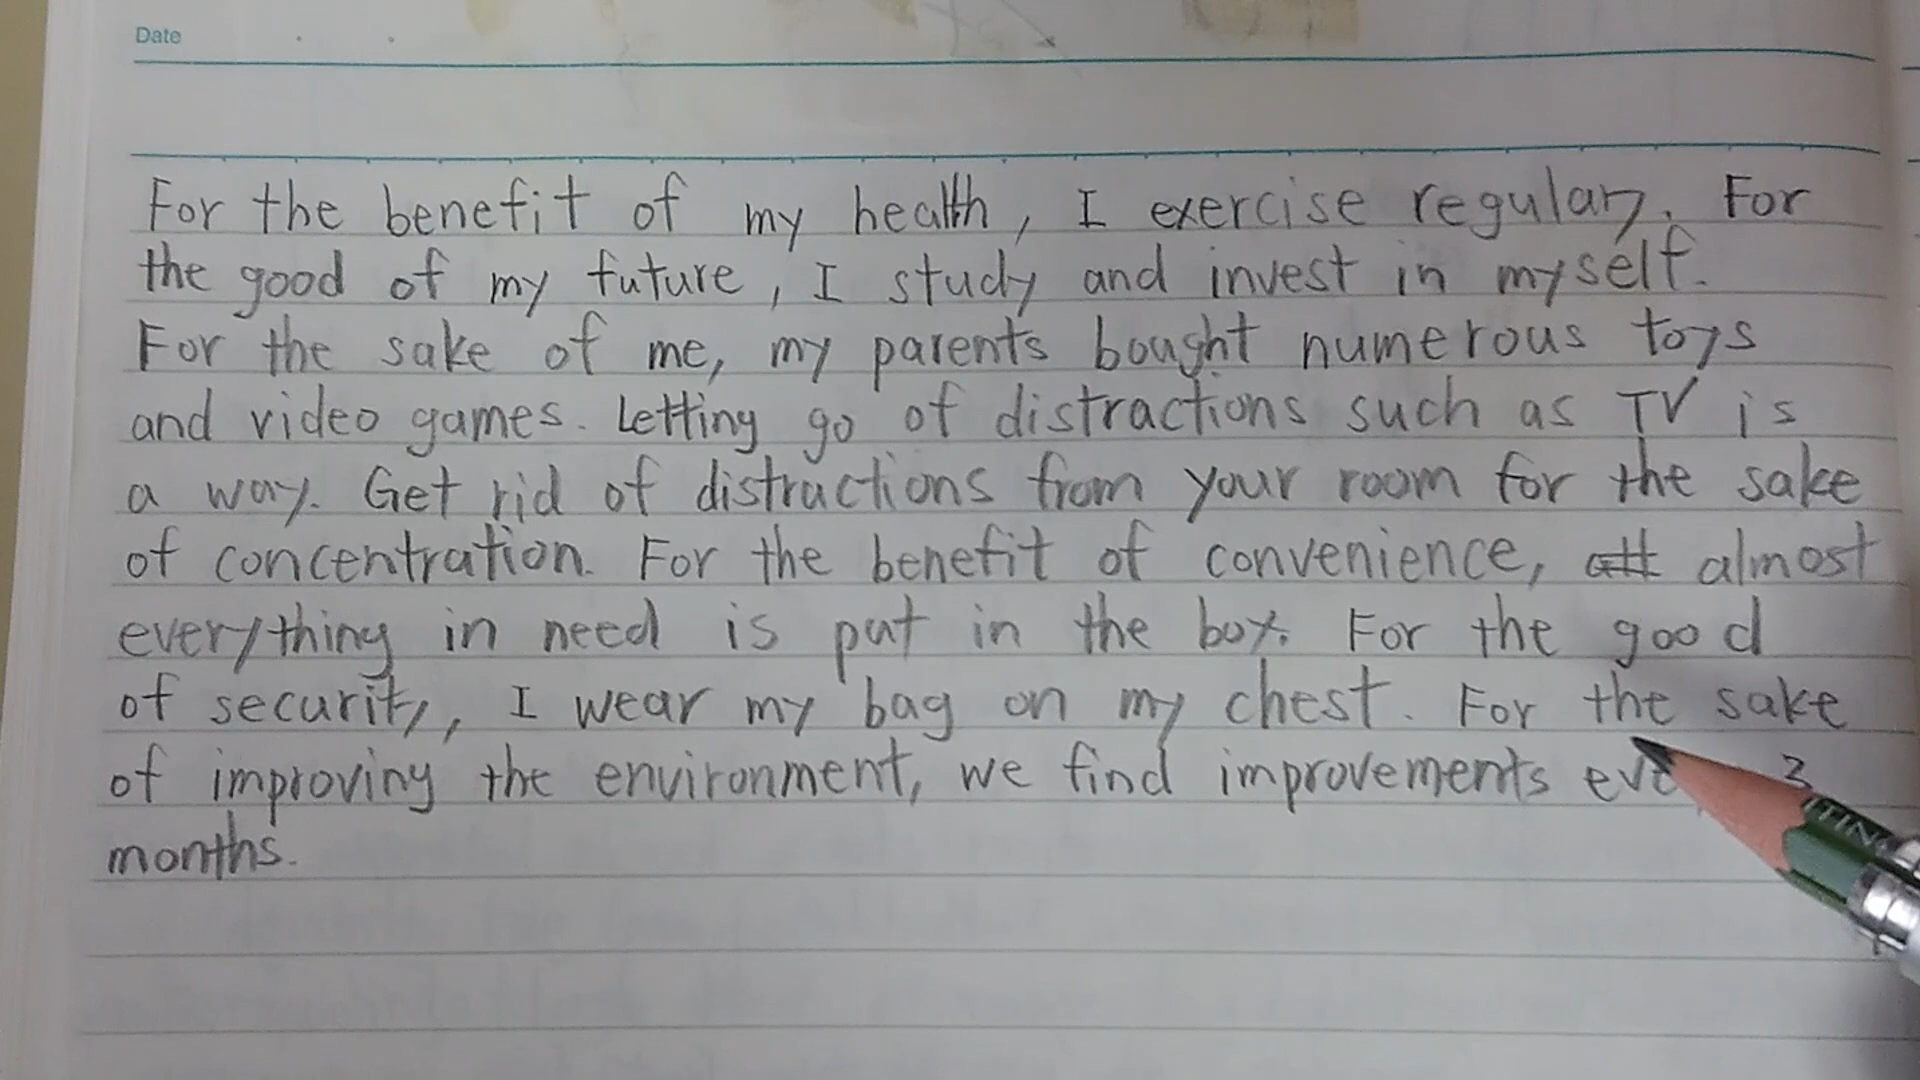 Date
For the benefit of my health, I exercise regulary. For
the good of my future, I study and invest in myself.
For the sake of me, my parents bought numerous toys
and video games. Letting go of distractions such as TV is
a way. Get rid of distractions from your room for the sake
of concentration. For the benefit of convenience, almost
everything in need is put in the box. For the good
of security, I wear my bag on my chest. For the sake
of improving the environment, we find improvements 3
months.